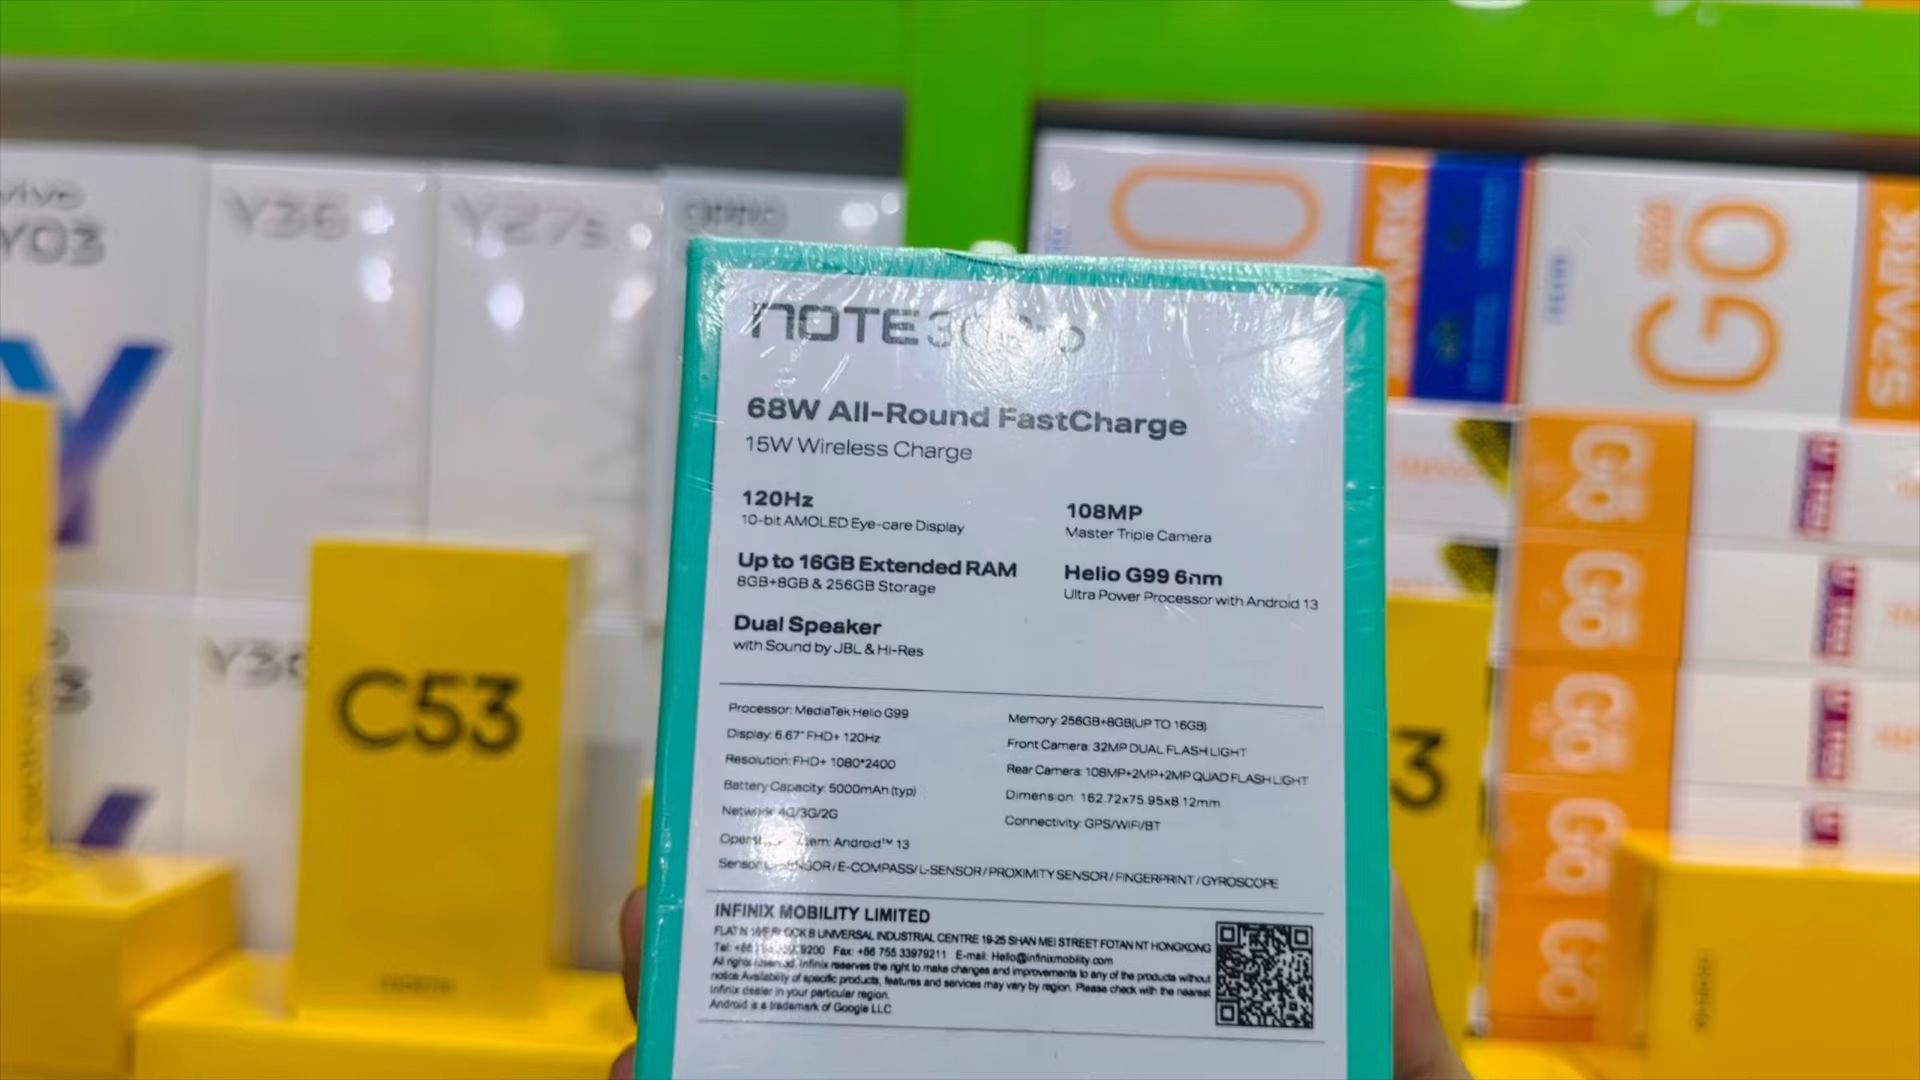 vivo
Y03
Y36
Y27s
oppo
SPARK
GO
SPARK
NOTE 30 Pro
68W All-Round FastCharge
15W Wireless Charge
120Hz
10-bit AMOLED Eye-care Display
108MP
Master Triple Camera
Up to 16GB Extended RAM
8GB+8GB & 256GB Storage
Helio G99 6nm
Ultra Power Processor with Android 13
Dual Speaker
with Sound by JBL & Hi-Res
Processor: MediaTek Helio G99
Display: 6.67" FHD+ 120Hz
Resolution: FHD+ 1080*2400
Battery Capacity: 5000mAh (typ)
Network: 4G/3G/2G
Android™ 13
Memory: 256GB+8GB(UP TO 16GB)
Front Camera: 32MP DUAL FLASH LIGHT
Rear Camera: 108MP+2MP+2MP QUAD FLASH LIGHT
Dimension: 162.72x75.95x8.12mm
Connectivity: GPS/WIFI/BT
/E-COMPASS/L-SENSOR/PROXIMITY SENSOR/FINGERPRINT/GYROSCOPE
INFINIX MOBILITY LIMITED
BLOCK B UNIVERSAL INDUSTRIAL CENTRE 19-25 SHAN MEI STREET FOTAN NT HONGKONG
Tel: +86 Fax: +86 755 33979211 E-mail: Hello@infinixmobility.com
All rights reserved. Infinix reserves the right to make changes and improvements to any of the products without
notice. Availability of specific products, features and services may vary by region. Please check with the nearest
Infinix dealer in your particular region.
Android is a trademark of Google LLC.
C53
3
Go
Go
Go
Go
Go